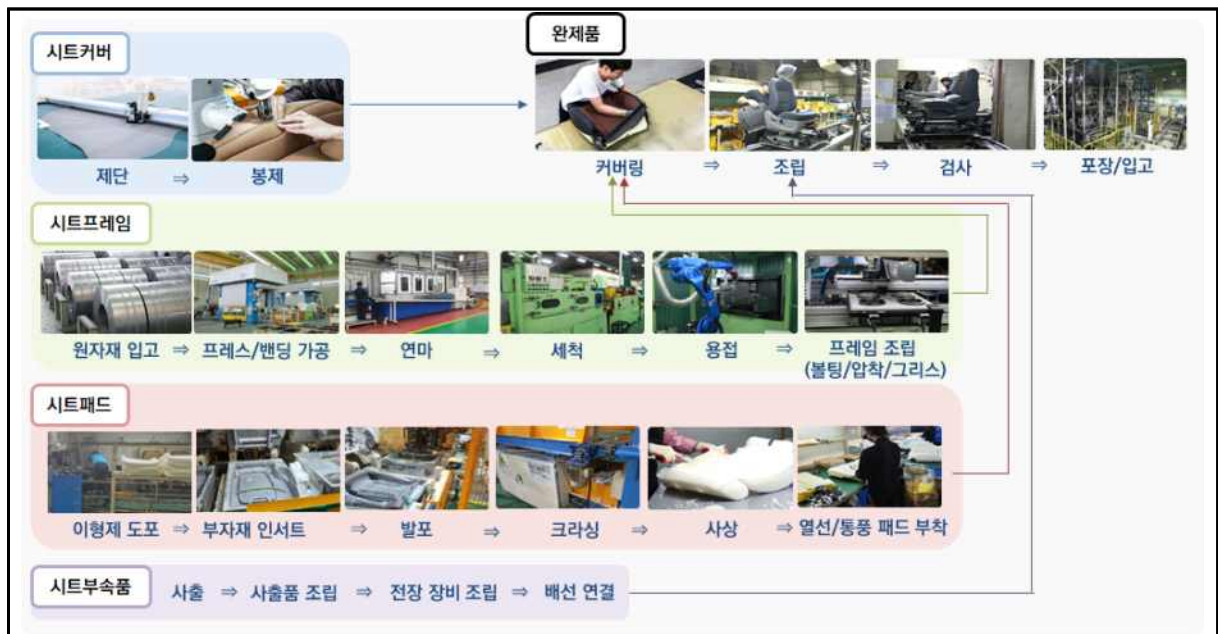 시트커버
완제품
제단 ⇒ 봉제
커버링 ⇒ 조립 ⇒ 검사 ⇒ 포장/입고
시트프레임
원자재 입고 ⇒ 프레스/밴딩 가공 ⇒ 연마 ⇒ 세척 ⇒ 용접 ⇒ 프레임 조립
(볼팅/압착/그리스)
시트패드
이형제 도포 ⇒ 부자재 인서트 ⇒ 발포 ⇒ 크라싱 ⇒ 사상 ⇒ 열선/통풍 패드 부착
시트부속품
사출 ⇒ 사출품 조립 ⇒ 전장 장비 조립 ⇒ 배선 연결